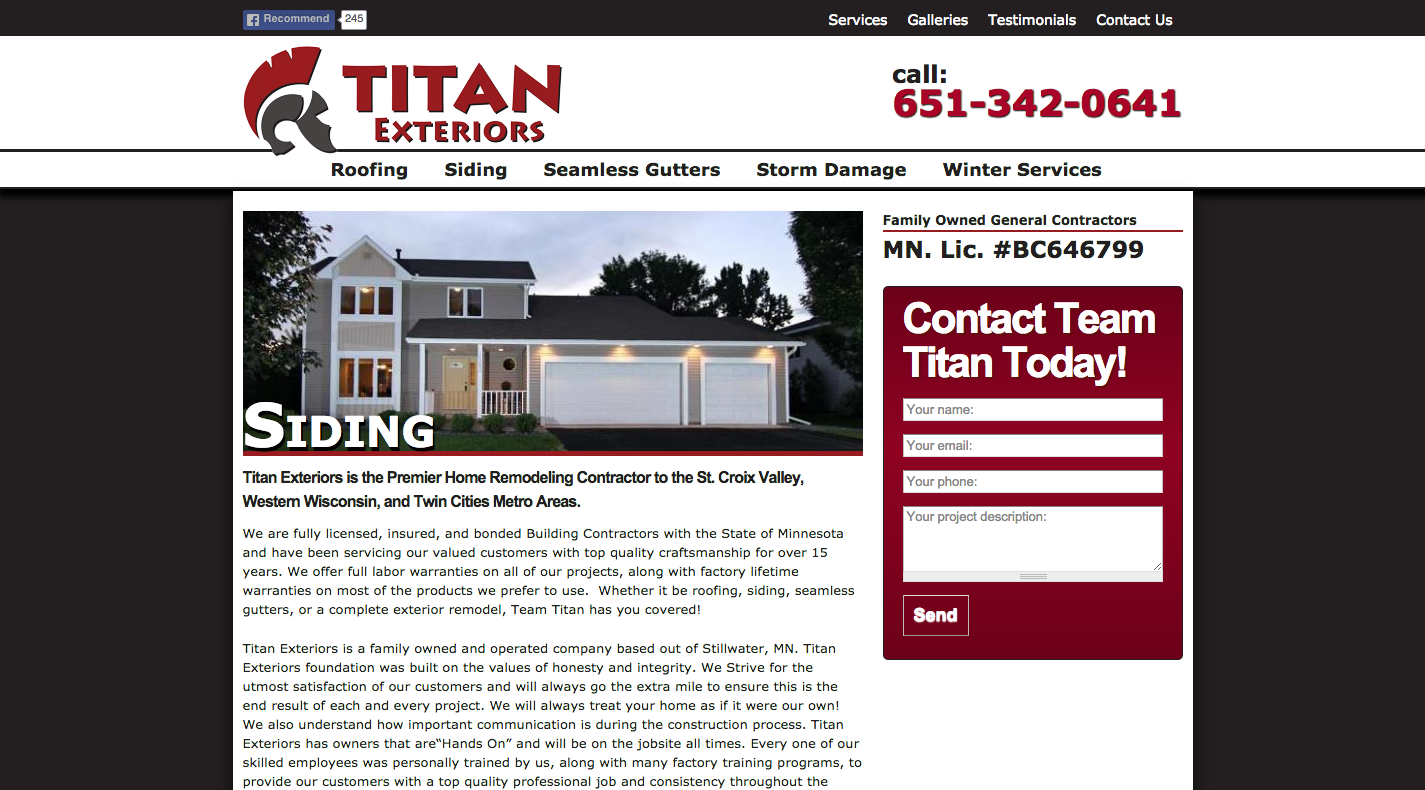 Recommend 245
Services Galleries Testimonials Contact Us
TITAN
EXTERIORS
call:
651-342-0641
Roofing Siding Seamless Gutters Storm Damage Winter Services
SIDING
Titan Exteriors is the Premier Home Remodeling Contractor to the St. Croix Valley,
Western Wisconsin, and Twin Cities Metro Areas.
We are fully licensed, insured, and bonded Building Contractors with the State of Minnesota
and have been servicing our valued customers with top quality craftsmanship for over 15
years. We offer full labor warranties on all of our projects, along with factory lifetime
warranties on most of the products we prefer to use.  Whether it be roofing, siding, seamless
gutters, or a complete exterior remodel, Team Titan has you covered!
Titan Exteriors is a family owned and operated company based out of Stillwater, MN. Titan
Exteriors foundation was built on the values of honesty and integrity. We Strive for the
utmost satisfaction of our customers and will always go the extra mile to ensure this is the
end result of each and every project. We will always treat your home as if it were our own!
We also understand how important communication is during the construction process. Titan
Exteriors has owners that are“Hands On” and will be on the jobsite all times. Every one of our
skilled employees was personally trained by us, along with many factory training programs, to
provide our customers with a top quality professional job and consistency throughout the
Family Owned General Contractors
MN. Lic. #BC646799
Contact Team
Titan Today!
Your name:
Your email:
Your phone:
Your project description:
Send